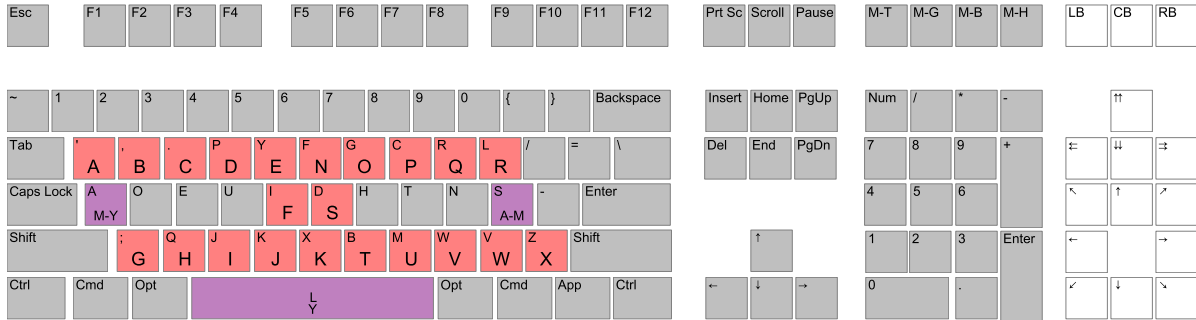 Esc F1 F2 F3 F4 F5 F6 F7 F8 F9 F10 F11 F12 Prt Sc Scroll Pause M-T M-G M-B M-H LB CB RB
~ 1 2 3 4 5 6 7 8 9 0 { } Backspace Insert Home PgUp Num / * - ⇈
Tab ' A , B . C P D Y E F N G O C P R Q L R / = \ Del End PgDn 7 8 9 + ⇇ ⇊ ⇉
Caps Lock A M-Y O E U I F D S H T N S A-M - Enter 4 5 6 ↖ ↑ ↗
Shift ; G Q H J I K J X K B T M U W V V W Z X Shift ↑ 1 2 3 Enter ← →
Ctrl Cmd Opt L Y Opt Cmd App Ctrl ← ↓ → 0 . ↙ ↓ ↘